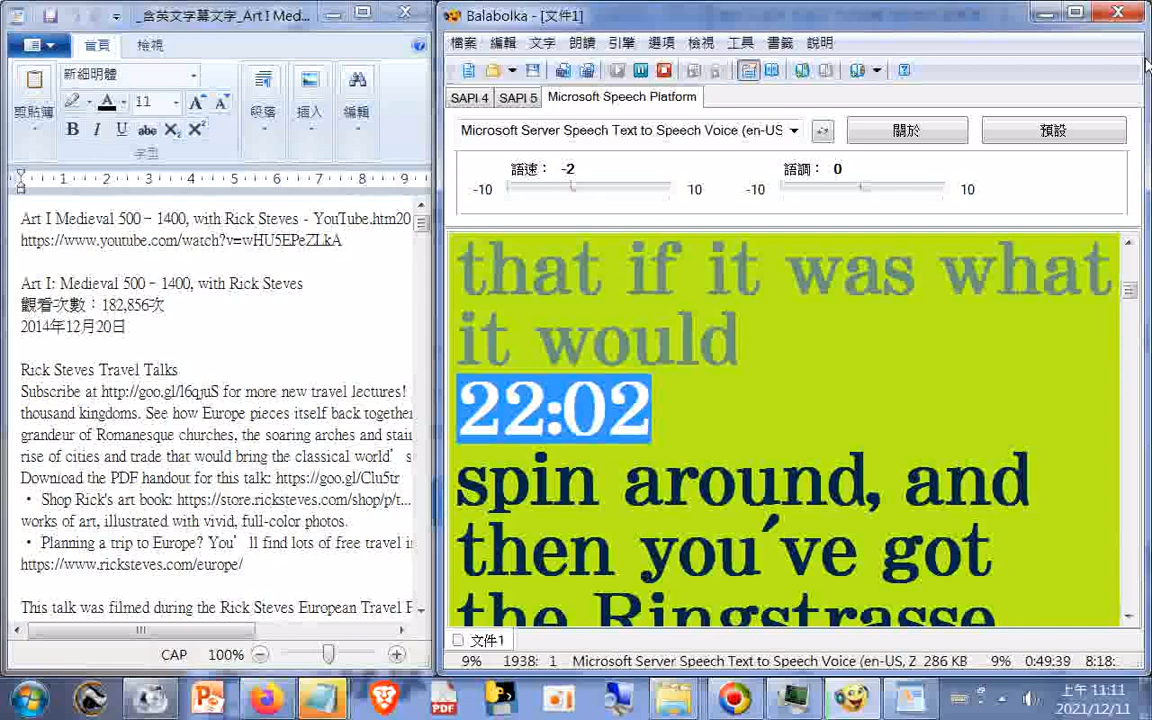 _含英文字幕文字_Art I Med...
首頁
檢視
新細明體
11
剪貼簿
段落
插入
編輯
B I U abc X₂ X²
字型
1 2 3 4 5 6 7 8 9
Art I Medieval 500 – 1400, with Rick Steves - YouTube.htm20
https://www.youtube.com/watch?v=wHU5EPeZLkA
Art I: Medieval 500 – 1400, with Rick Steves
觀看次數：182,856次
2014年12月20日
Rick Steves Travel Talks
Subscribe at http://goo.gl/l6qjuS for more new travel lectures!
thousand kingdoms. See how Europe pieces itself back together
grandeur of Romanesque churches, the soaring arches and stai
rise of cities and trade that would bring the classical world’s
Download the PDF handout for this talk: https://goo.gl/Clu5tr
• Shop Rick's art book: https://store.ricksteves.com/shop/p/t...
works of art, illustrated with vivid, full-color photos.
• Planning a trip to Europe? You’ll find lots of free travel i
https://www.ricksteves.com/europe/
This talk was filmed during the Rick Steves European Travel F
CAP 100%
Balabolka - [文件1]
檔案 編輯 文字 朗讀 引擎 選項 檢視 工具 書籤 說明
SAPI 4 SAPI 5 Microsoft Speech Platform
Microsoft Server Speech Text to Speech Voice (en-US
關於
預設
語速： -2
語調： 0
-10 10 -10 10
that if it was what
it would
22:02
spin around, and
then you´ve got
the Ringstrasse
文件1
9% 1938: 1 Microsoft Server Speech Text to Speech Voice (en-US, Z 286 KB 9% 0:49:39 8:18:
PDF
上午 11:11
2021/12/11